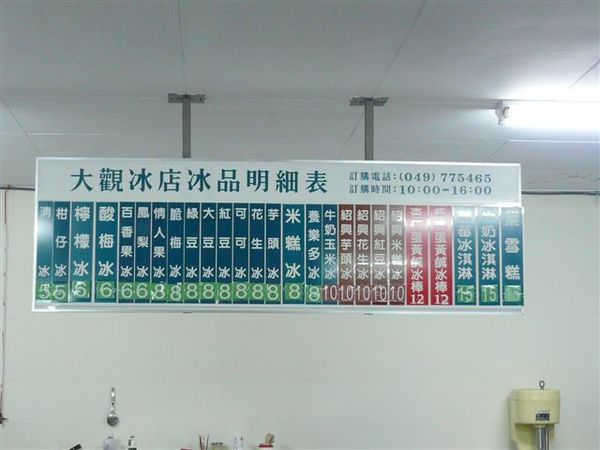 大觀冰店冰品明細表
訂購電話:(049)775465
訂購時間:10:00-16:00
清冰 5
柑仔冰 5
檸檬冰 6
酸梅冰 6
百香果冰 6
鳳梨冰 6
情人果冰 8
脆梅冰 8
綠豆冰 8
大豆冰 8
紅豆冰 8
可可冰 8
花生冰 8
芋頭冰 8
米糕冰 8
養樂多冰 8
牛奶玉米冰 10
紹興芋頭冰 10
紹興花生冰 10
紹興紅豆冰 10
紹興米糕冰 10
蛋黃鹹冰棒 12
蛋黃鹹冰棒 12
莓冰淇淋 15
牛奶冰淇淋 15
雪糕 15